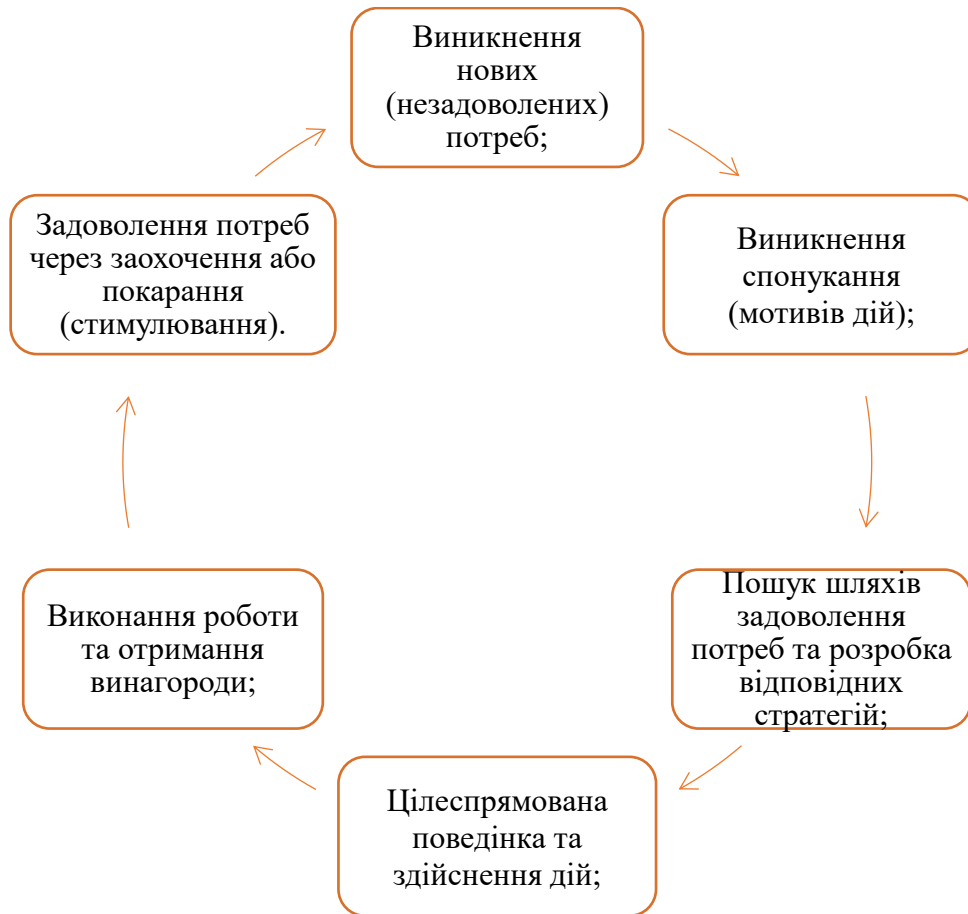 Виникнення
нових
(незадоволених)
потреб;
Виникнення
спонукання
(мотивів дій);
Пошук шляхів
задоволення
потреб та розробка
відповідних
стратегій;
Цілеспрямована
поведінка та
здійснення дій;
Виконання роботи
та отримання
винагороди;
Задоволення потреб
через заохочення або
покарання
(стимулювання).